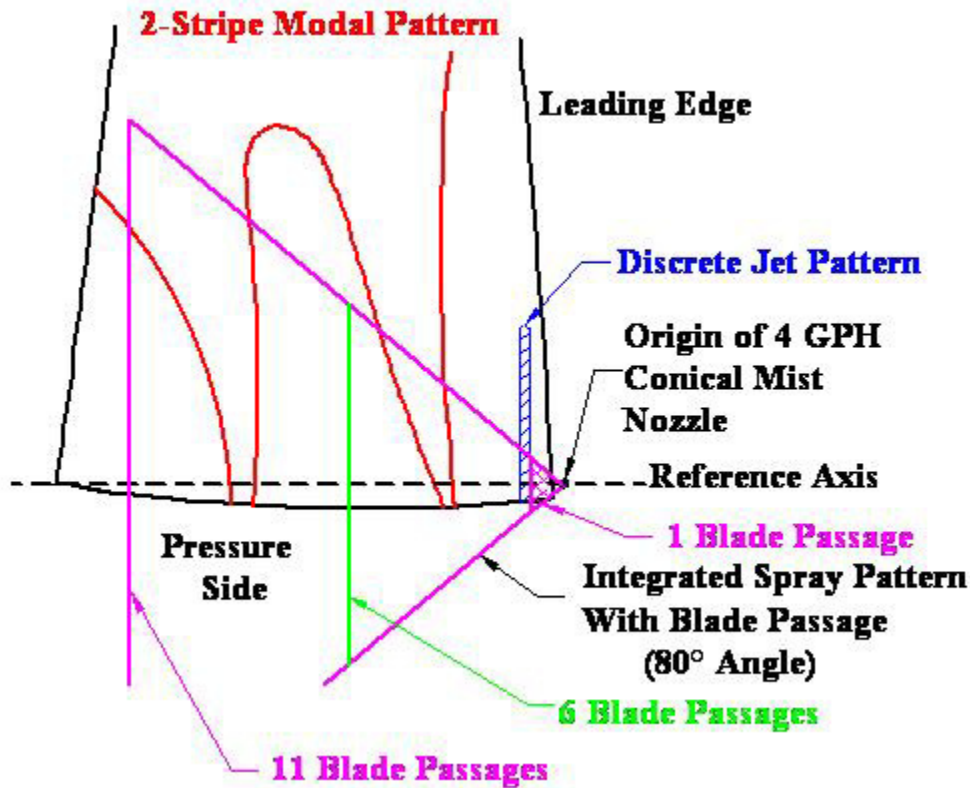 2-Stripe Modal Pattern
Leading Edge
Discrete Jet Pattern
Origin of 4 GPH
Conical Mist
Nozzle
Reference Axis
1 Blade Passage
Pressure
Side
Integrated Spray Pattern
With Blade Passage
(80° Angle)
6 Blade Passages
11 Blade Passages